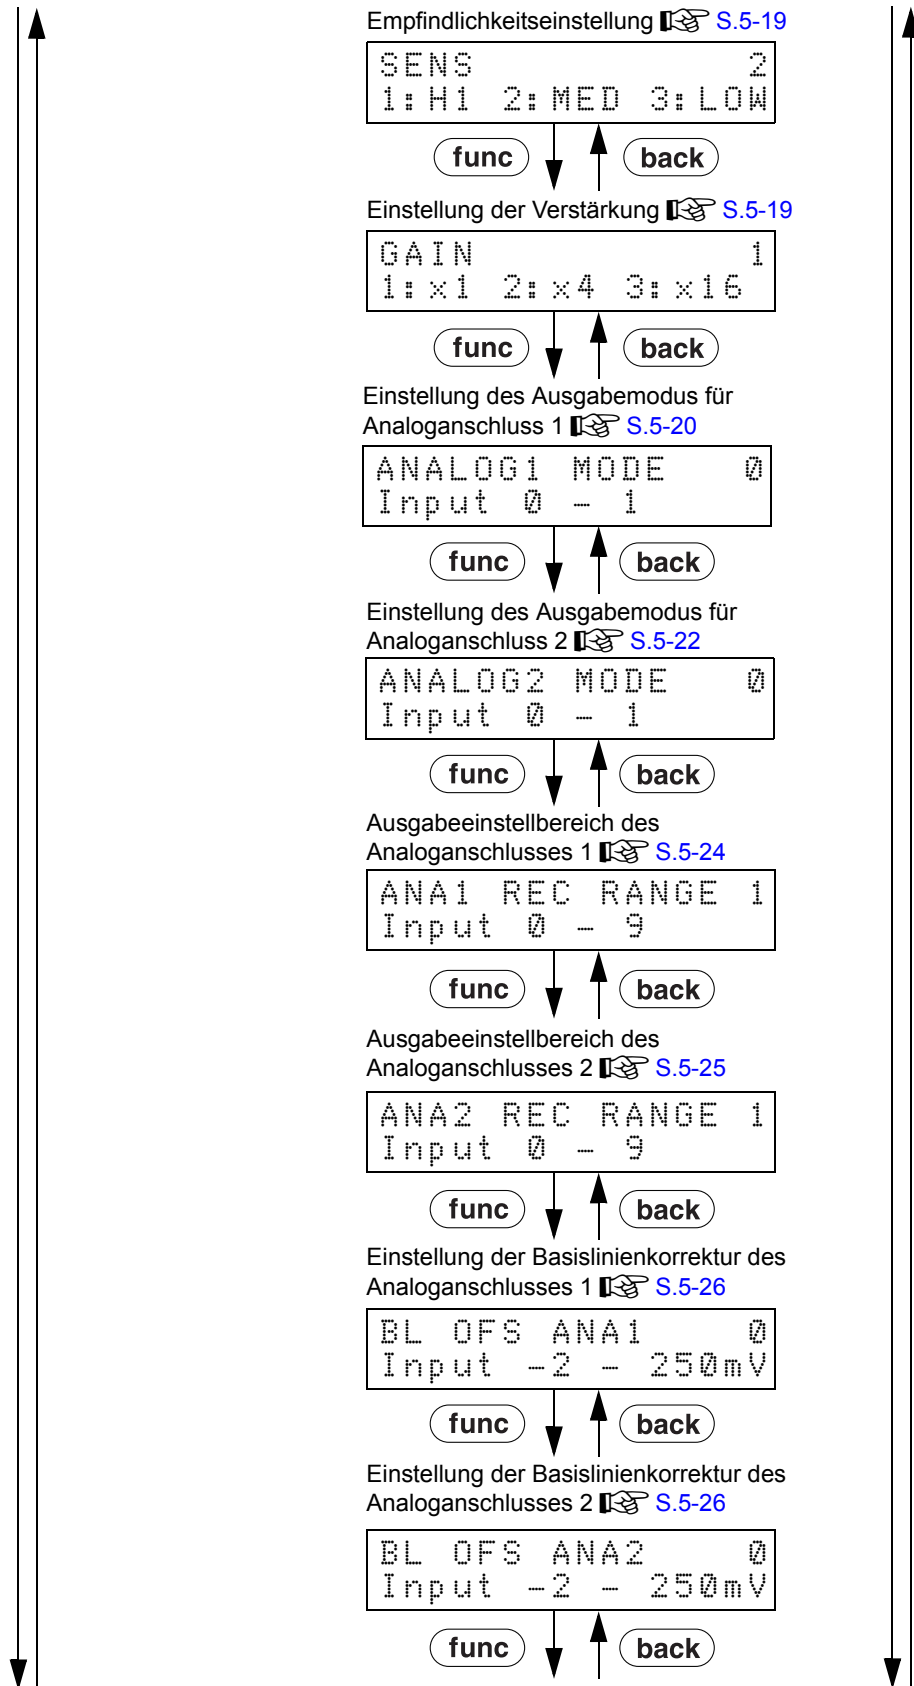 Empfindlichkeitseinstellung S.5-19
SENS 2
1:H1 2:MED 3:LOW
func back
Einstellung der Verstärkung S.5-19
GAIN 1
1:x1 2:x4 3:x16
func back
Einstellung des Ausgabemodus für
Analoganschluss 1 S.5-20
ANALOG1 MODE 0
Input 0 - 1
func back
Einstellung des Ausgabemodus für
Analoganschluss 2 S.5-22
ANALOG2 MODE 0
Input 0 - 1
func back
Ausgabeeinstellbereich des
Analoganschlusses 1 S.5-24
ANA1 REC RANGE 1
Input 0 - 9
func back
Ausgabeeinstellbereich des
Analoganschlusses 2 S.5-25
ANA2 REC RANGE 1
Input 0 - 9
func back
Einstellung der Basislinienkorrektur des
Analoganschlusses 1 S.5-26
BL OFS ANA1 0
Input -2 - 250mV
func back
Einstellung der Basislinienkorrektur des
Analoganschlusses 2 S.5-26
BL OFS ANA2 0
Input -2 - 250mV
func back